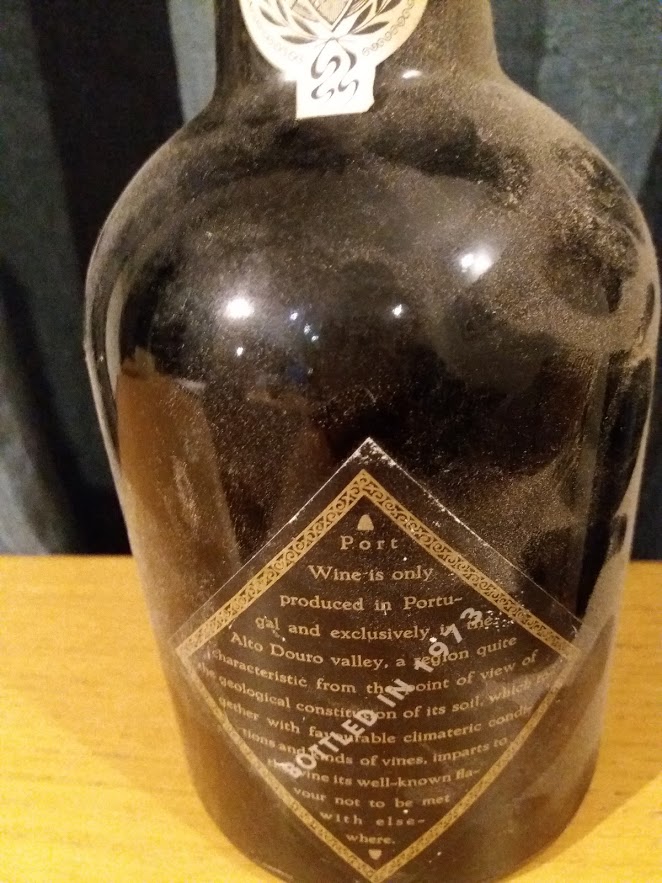 Port
Wine is only
produced in Portu-
gal and exclusively in the
Alto Douro valley, a region quite
characteristic from the point of view of
geological constitution of its soil, which
gether with favourable climateric condi-
tions and kinds of vines, imparts to
wine its well-known fla-
vour not to be met
with else-
where.
BOTTLED IN 1973